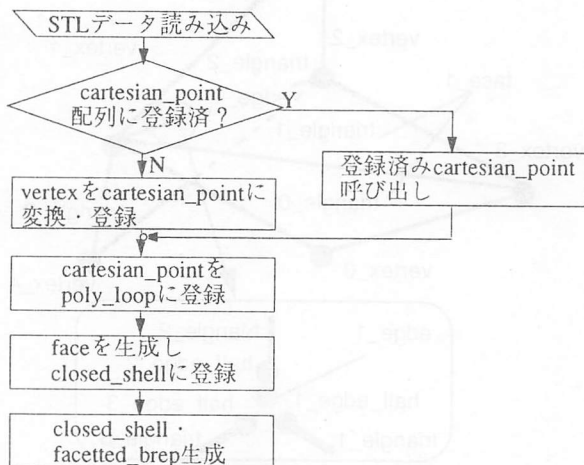 STLデータ読み込み
cartesian_point
配列に登録済？
Y
N
登録済みcartesian_point
呼び出し
vertexをcartesian_pointに
変換・登録
cartesian_pointを
poly_loopに登録
faceを生成し
closed_shellに登録
closed_shell・
facetted_brep生成